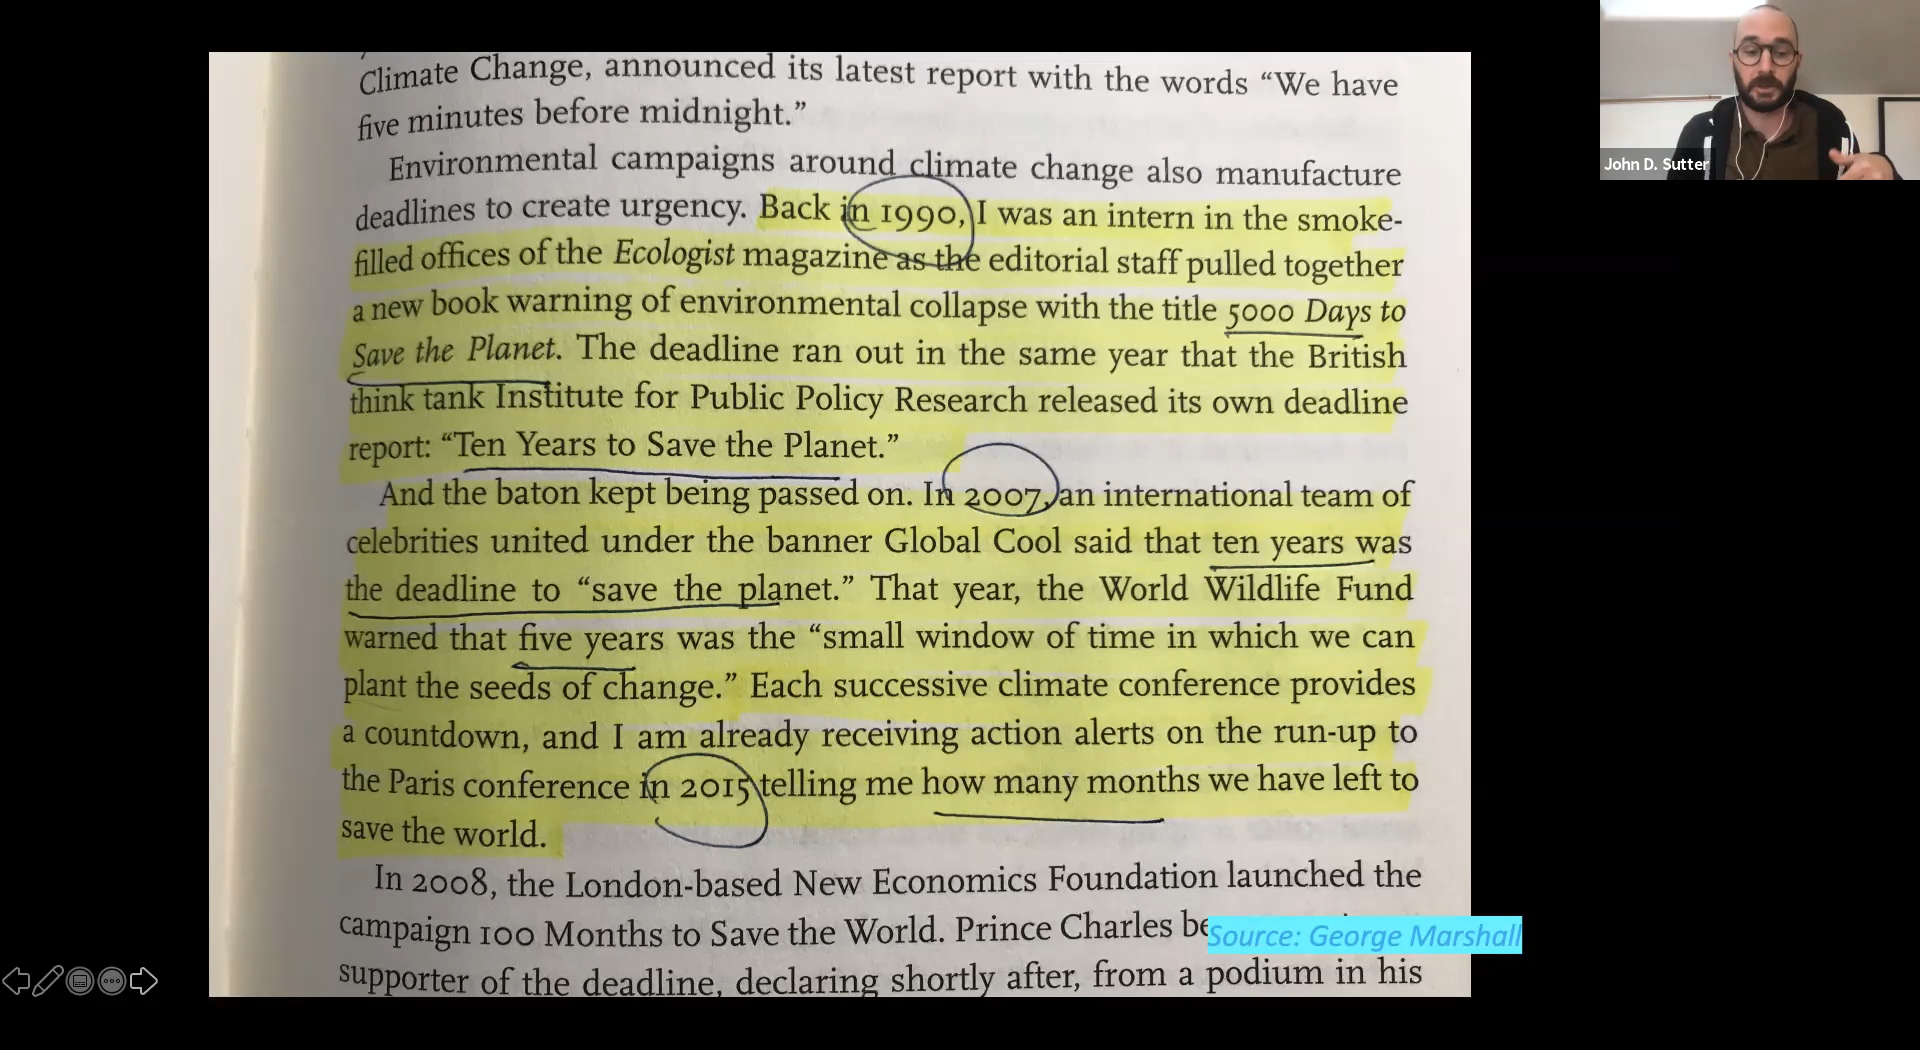 Climate Change, announced its latest report with the words “We have
five minutes before midnight.”
Environmental campaigns around climate change also manufacture
deadlines to create urgency. Back in 1990, I was an intern in the smoke-
filled offices of the Ecologist magazine as the editorial staff pulled together
a new book warning of environmental collapse with the title 5000 Days to
Save the Planet. The deadline ran out in the same year that the British
think tank Institute for Public Policy Research released its own deadline
report: “Ten Years to Save the Planet.”
And the baton kept being passed on. In 2007, an international team of
celebrities united under the banner Global Cool said that ten years was
the deadline to “save the planet.” That year, the World Wildlife Fund
warned that five years was the “small window of time in which we can
plant the seeds of change.” Each successive climate conference provides
a countdown, and I am already receiving action alerts on the run-up to
the Paris conference in 2015 telling me how many months we have left to
save the world.
In 2008, the London-based New Economics Foundation launched the
campaign 100 Months to Save the World. Prince Charles
supporter of the deadline, declaring shortly after, from a podium in his
Source: George Marshall
John D. Sutter